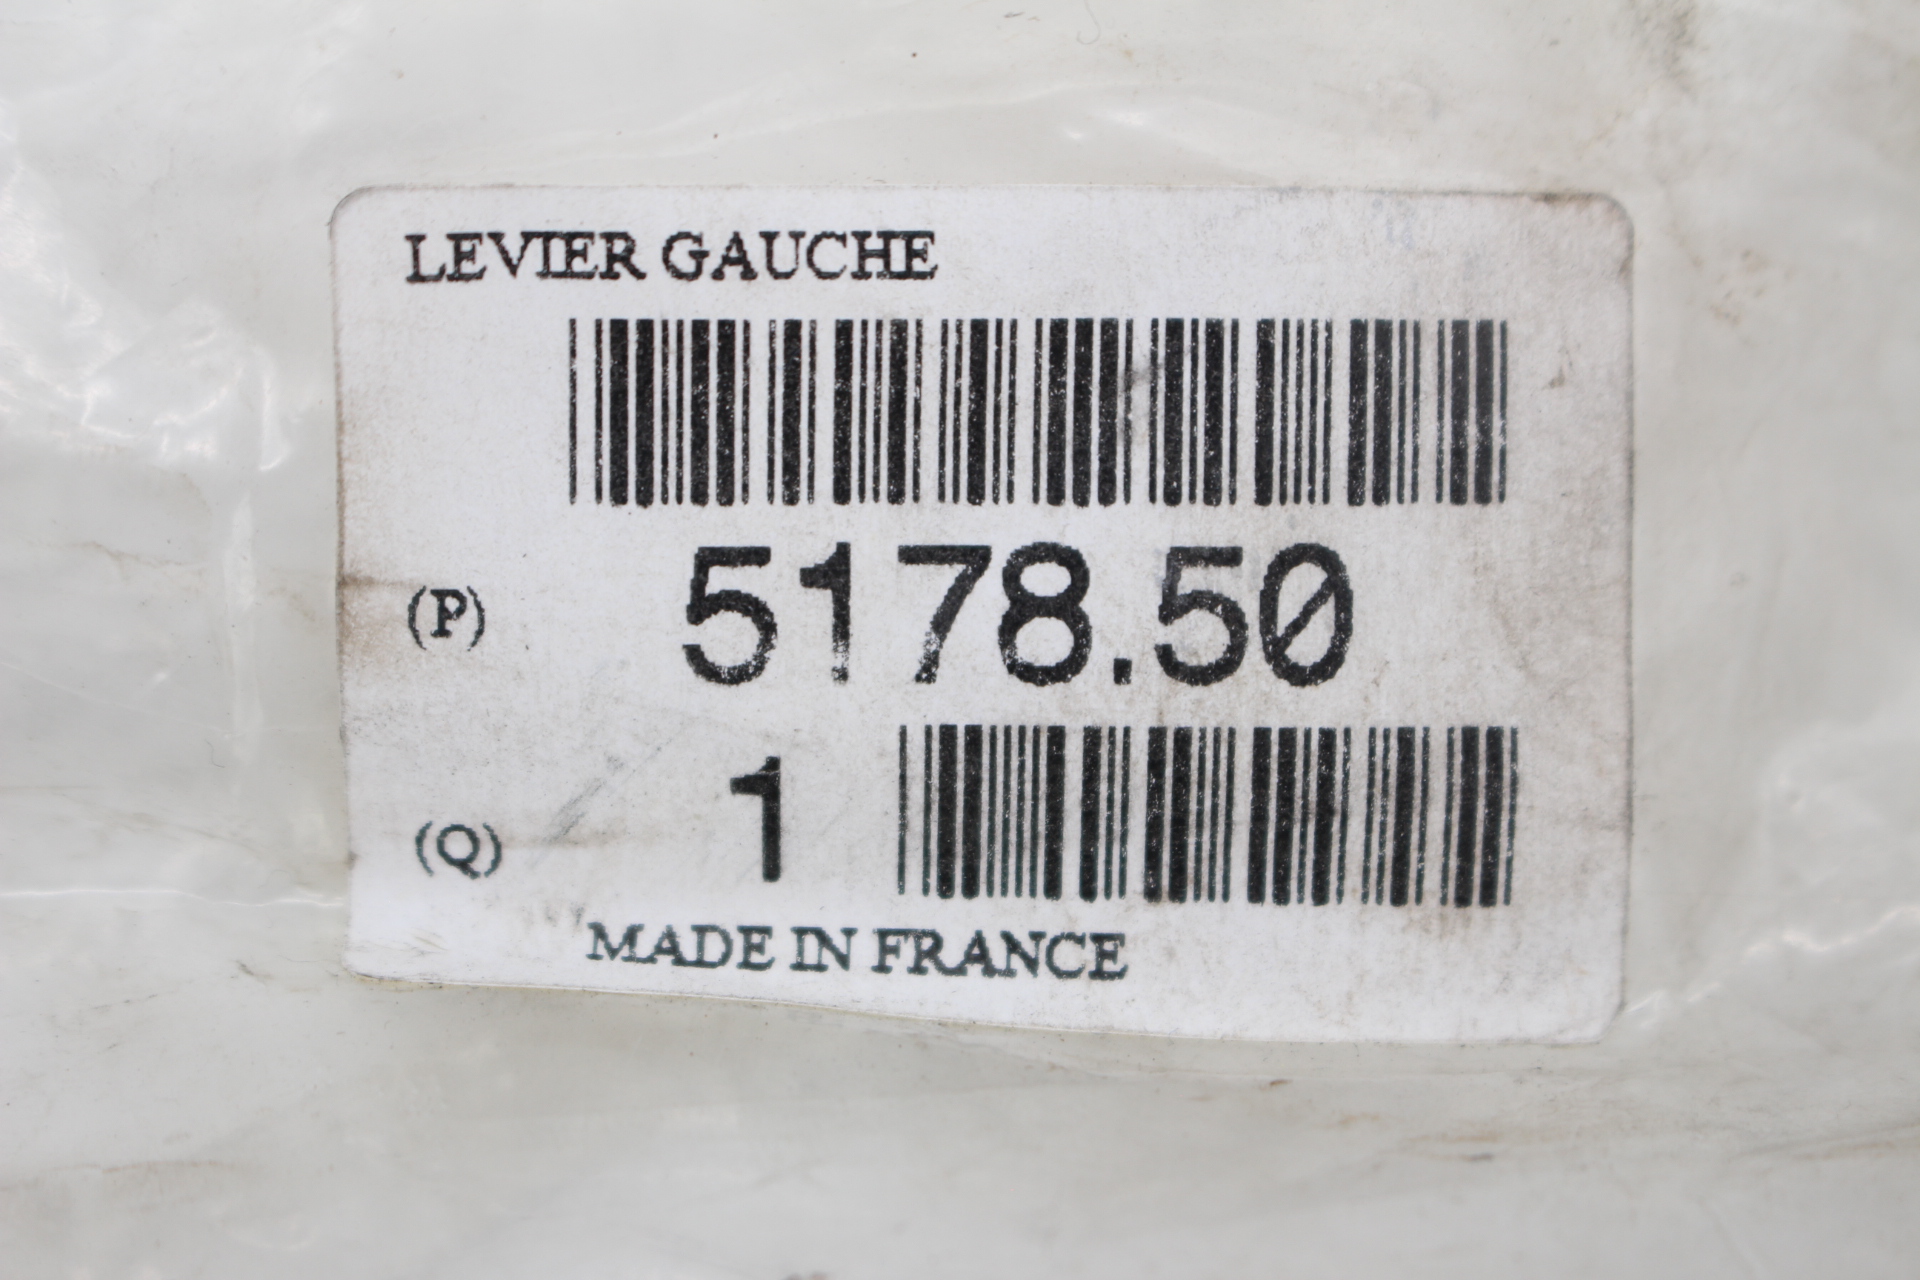 LEVIER GAUCHE
(P) 5178.50
(Q) 1
MADE IN FRANCE